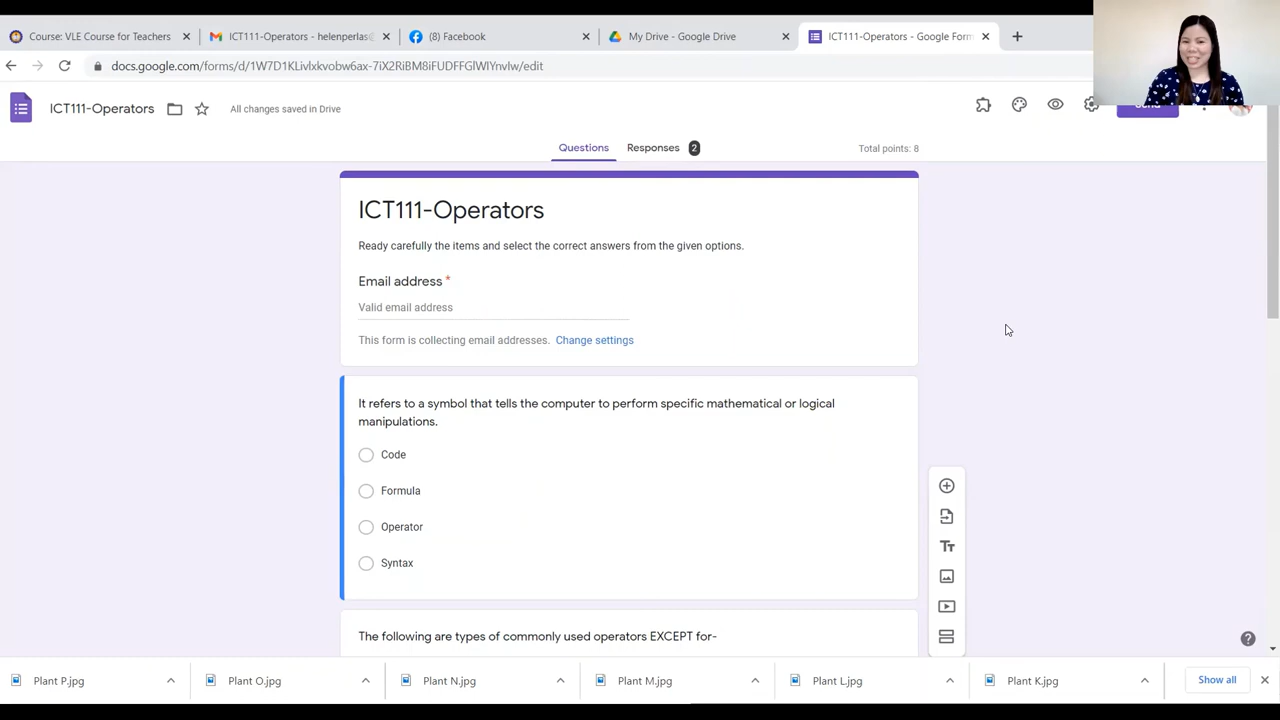 Course: VLE Course for Teachers
ICT111-Operators - helenperlas@
(8) Facebook
My Drive - Google Drive
ICT111-Operators - Google Form
docs.google.com/forms/d/1W7D1KLivlxkvobw6ax-7iX2RiBM8iFUDFFGlWlYnvIw/edit
ICT111-Operators
All changes saved in Drive
Send
Questions
Responses 2
Total points: 8
ICT111-Operators
Ready carefully the items and select the correct answers from the given options.
Email address *
Valid email address
This form is collecting email addresses. Change settings
It refers to a symbol that tells the computer to perform specific mathematical or logical
manipulations.
Code
Formula
Operator
Syntax
The following are types of commonly used operators EXCEPT for-
Plant P.jpg
Plant O.jpg
Plant N.jpg
Plant M.jpg
Plant L.jpg
Plant K.jpg
Show all